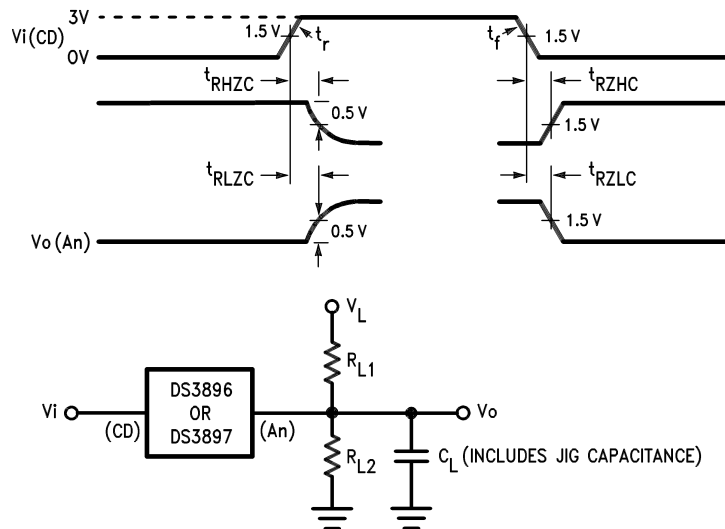 3V
Vi(CD)
1.5 V
tr
tf
1.5 V
0V
tRHZC
tRZHC
0.5 V
1.5 V
tRLZC
tRZLC
1.5 V
0.5 V
Vo(An)
VL
RL1
DS3896
OR
DS3897
Vi
(CD)
(An)
Vo
RL2
CL (INCLUDES JIG CAPACITANCE)